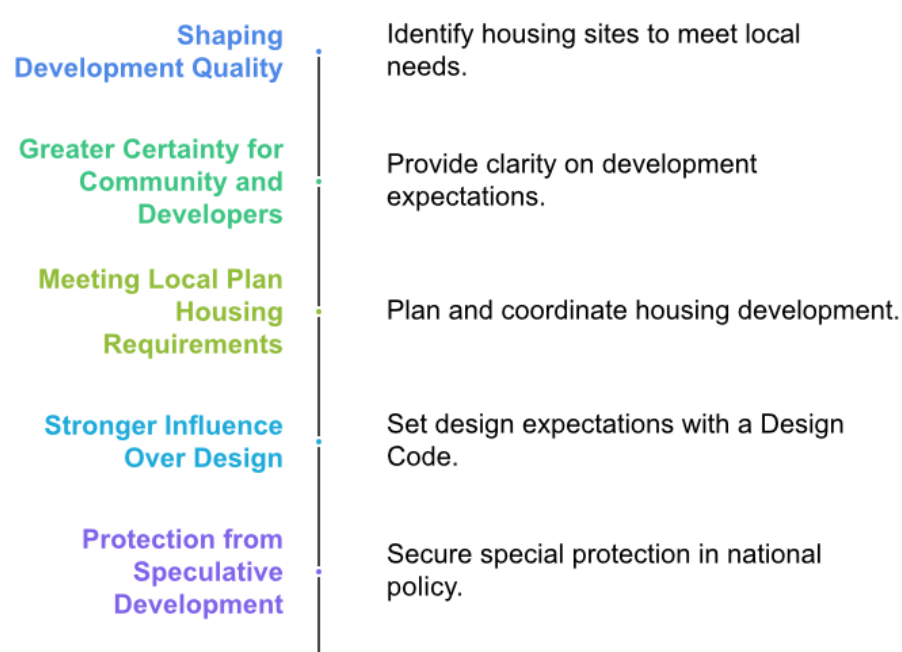 Shaping
Development Quality
Identify housing sites to meet local
needs.
Greater Certainty for
Community and
Developers
Provide clarity on development
expectations.
Meeting Local Plan
Housing
Requirements
Plan and coordinate housing development.
Stronger Influence
Over Design
Set design expectations with a Design
Code.
Protection from
Speculative
Development
Secure special protection in national
policy.